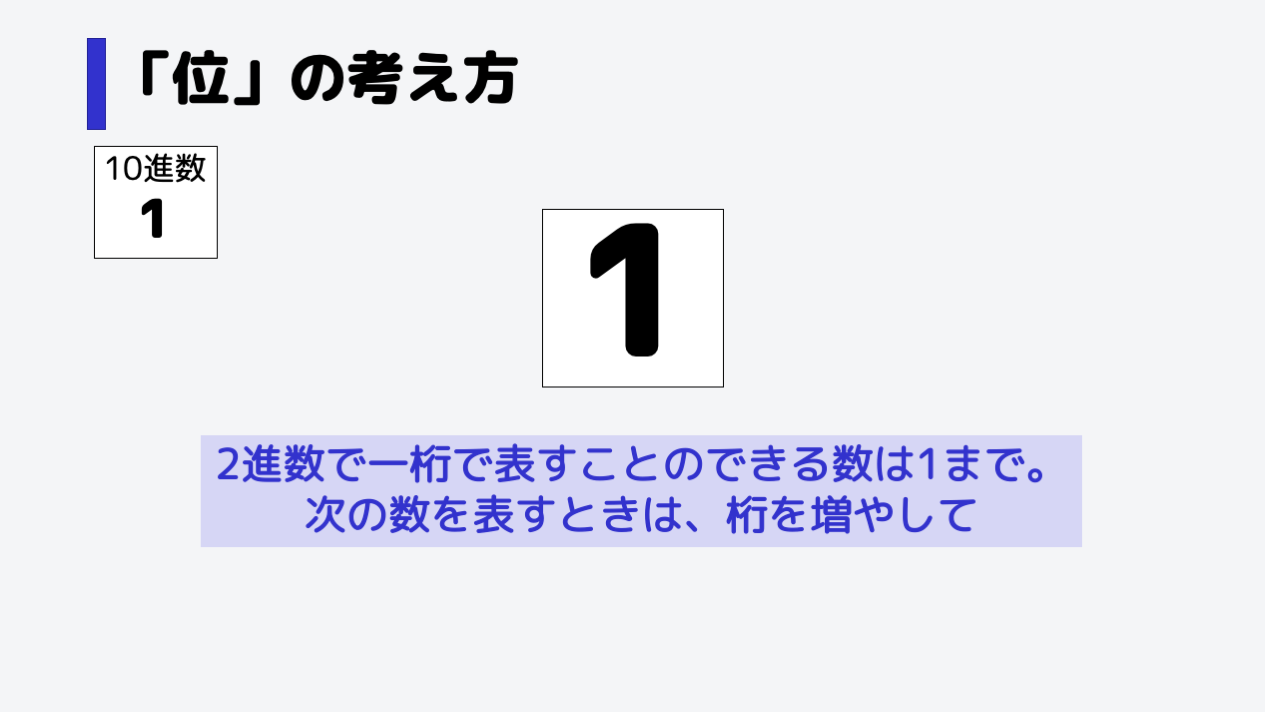 「位」の考え方
10進数
1
1
2進数で一桁で表すことのできる数は1まで。
次の数を表すときは、桁を増やして